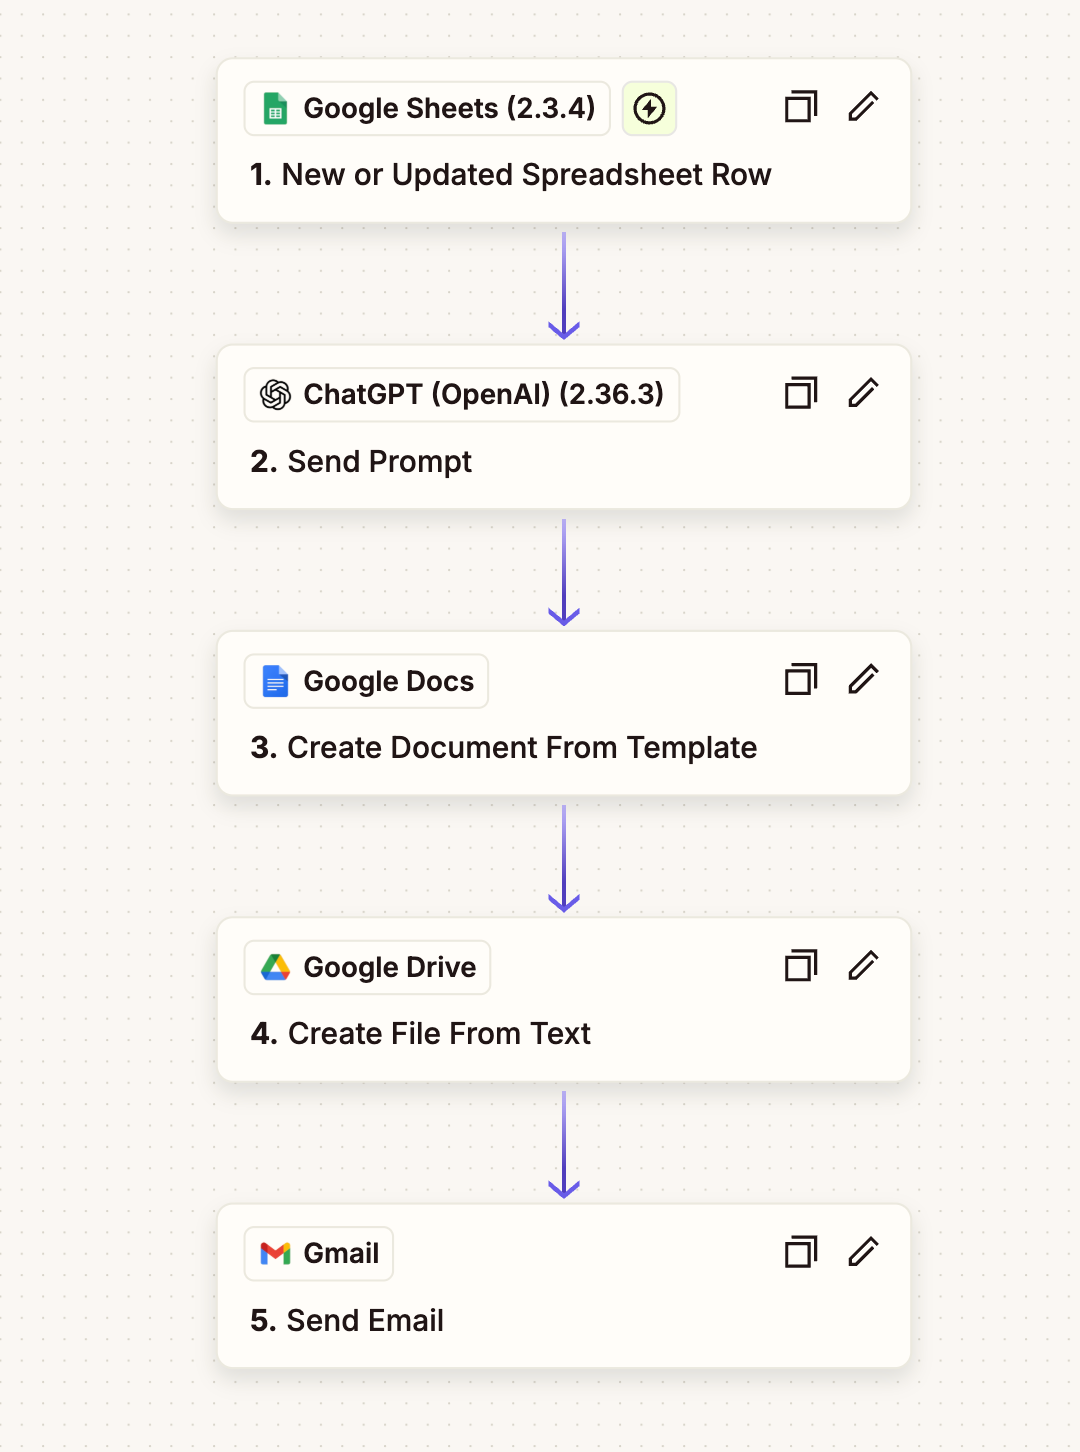 Google Sheets (2.3.4)
1. New or Updated Spreadsheet Row
ChatGPT (OpenAI) (2.36.3)
2. Send Prompt
Google Docs
3. Create Document From Template
Google Drive
4. Create File From Text
Gmail
5. Send Email